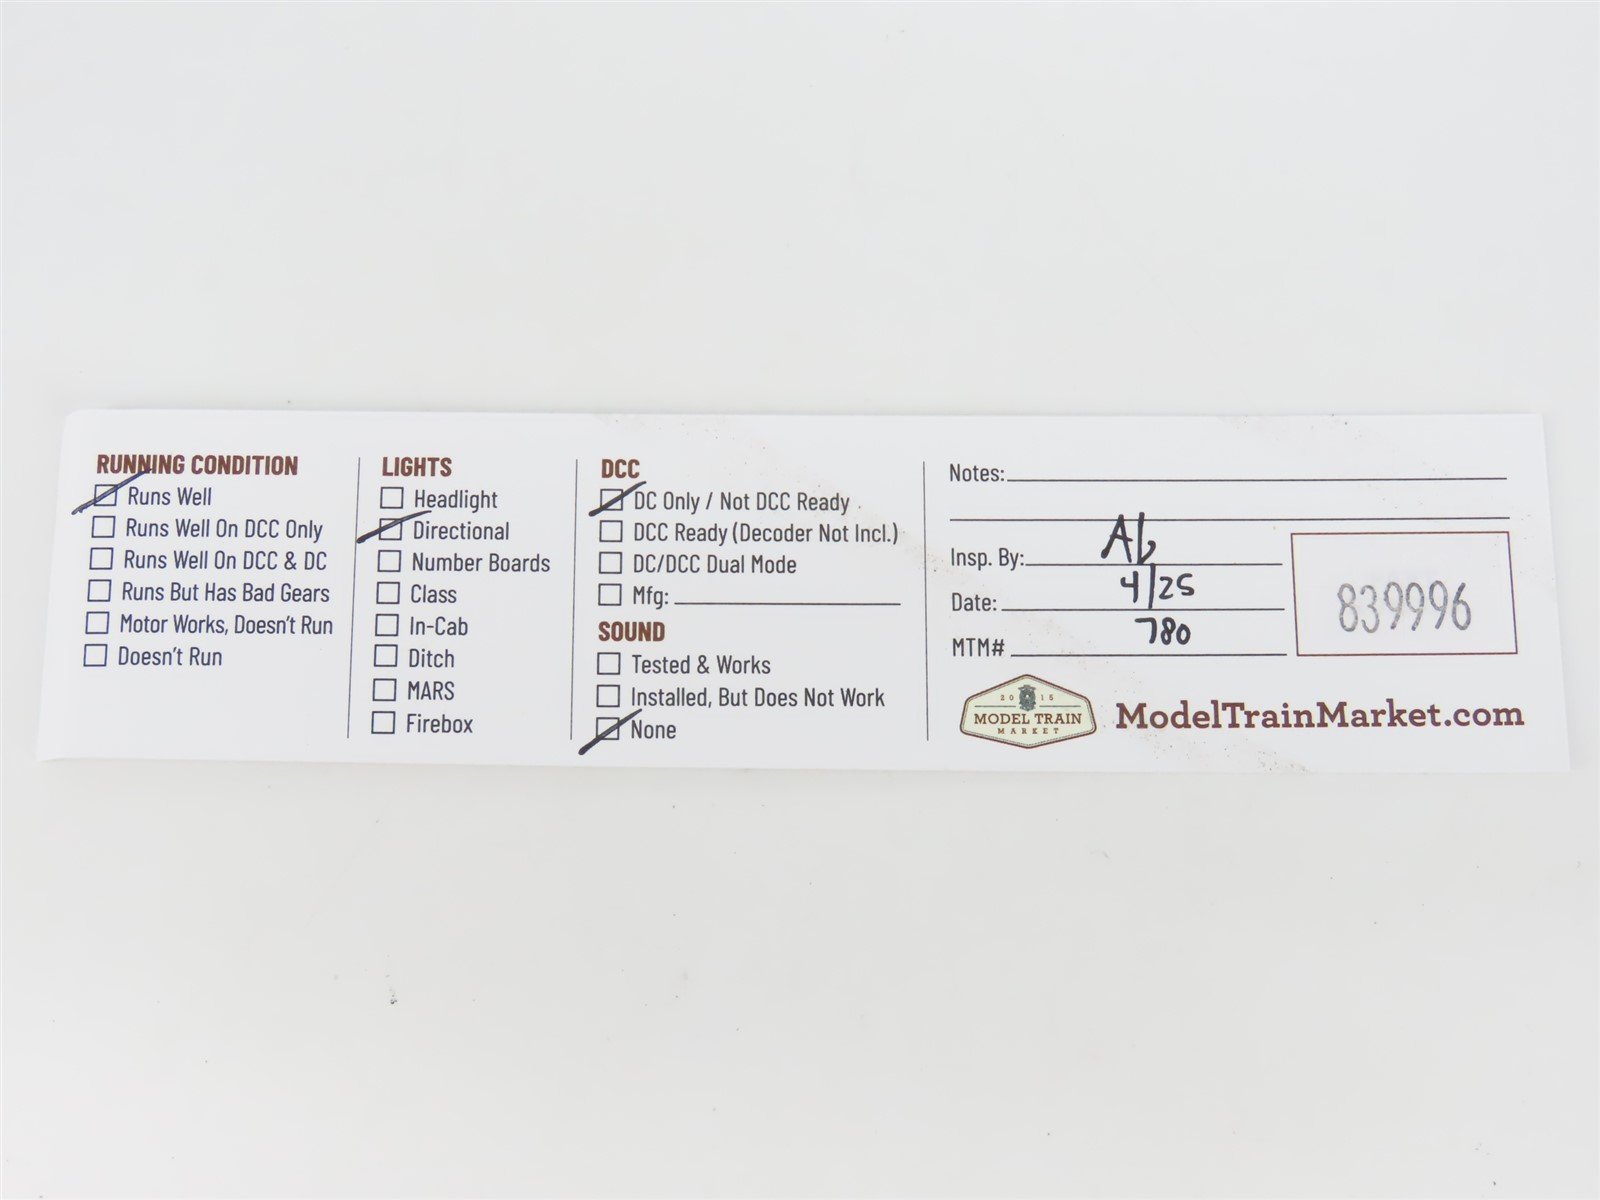 RUNNING CONDITION
Runs Well
Runs Well On DCC Only
Runs Well On DCC & DC
Runs But Has Bad Gears
Motor Works, Doesn't Run
Doesn't Run
LIGHTS
Headlight
Directional
Number Boards
Class
In-Cab
Ditch
MARS
Firebox
DCC
DC Only / Not DCC Ready
DCC Ready (Decoder Not Incl.)
DC/DCC Dual Mode
Mfg:
SOUND
Tested & Works
Installed, But Does Not Work
None
Notes:
Insp. By:
Date: 4/25
MTM# 780
839996
2015
MODEL TRAIN
MARKET
ModelTrainMarket.com